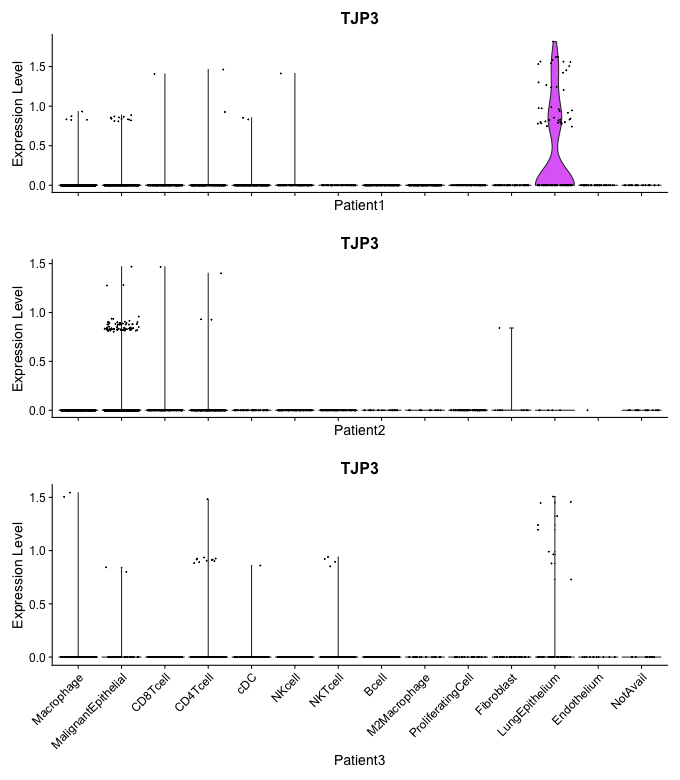 TJP3
Expression Level
1.5
1.0
0.5
0.0
Patient1
TJP3
Expression Level
1.5
1.0
0.5
0.0
Patient2
TJP3
Expression Level
1.5
1.0
0.5
0.0
Macrophage
MalignantEpithelial
CD8Tcell
CD4Tcell
cDC
NKcell
NKTcell
Bcell
M2Macrophage
ProliferatingCell
Fibroblast
LungEpithelium
Endothelium
NotAvail
Patient3